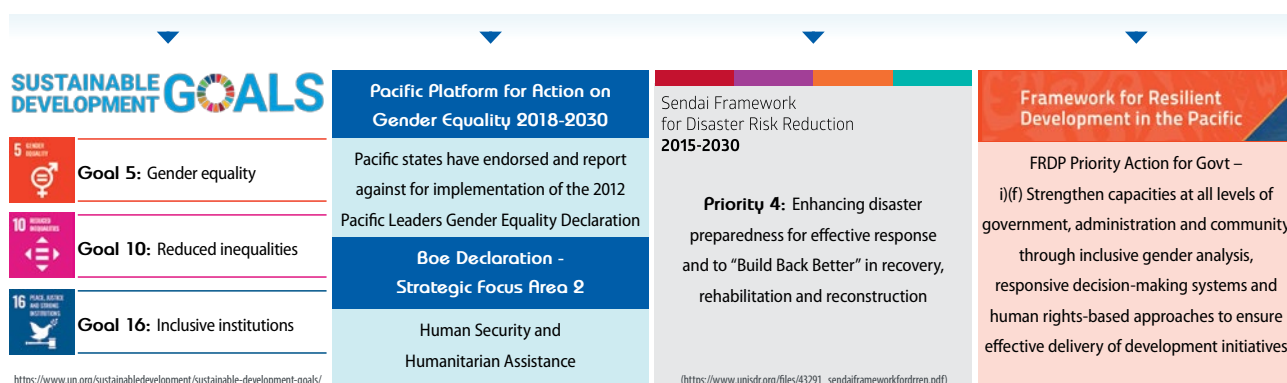 SUSTAINABLE
DEVELOPMENT
GOALS
5 GENDER
EQUALITY
Goal 5: Gender equality
10 REDUCED
INEQUALITIES
Goal 10: Reduced inequalities
16 PEACE, JUSTICE
AND STRONG
INSTITUTIONS
Goal 16: Inclusive institutions
https://www.un.org/sustainabledevelopment/sustainable-development-goals/
Pacific Platform for Action on
Gender Equality 2018-2030
Pacific states have endorsed and report
against for implementation of the 2012
Pacific Leaders Gender Equality Declaration
Boe Declaration -
Strategic Focus Area 2
Human Security and
Humanitarian Assistance
Sendai Framework
for Disaster Risk Reduction
2015-2030
Priority 4: Enhancing disaster
preparedness for effective response
and to “Build Back Better” in recovery,
rehabilitation and reconstruction
(https://www.unisdr.org/files/43291_sendaiframeworkfordrren.pdf)
Framework for Resilient
Development in the Pacific
FRDP Priority Action for Govt –
i)(f) Strengthen capacities at all levels of
government, administration and community
through inclusive gender analysis,
responsive decision-making systems and
human rights-based approaches to ensure
effective delivery of development initiatives